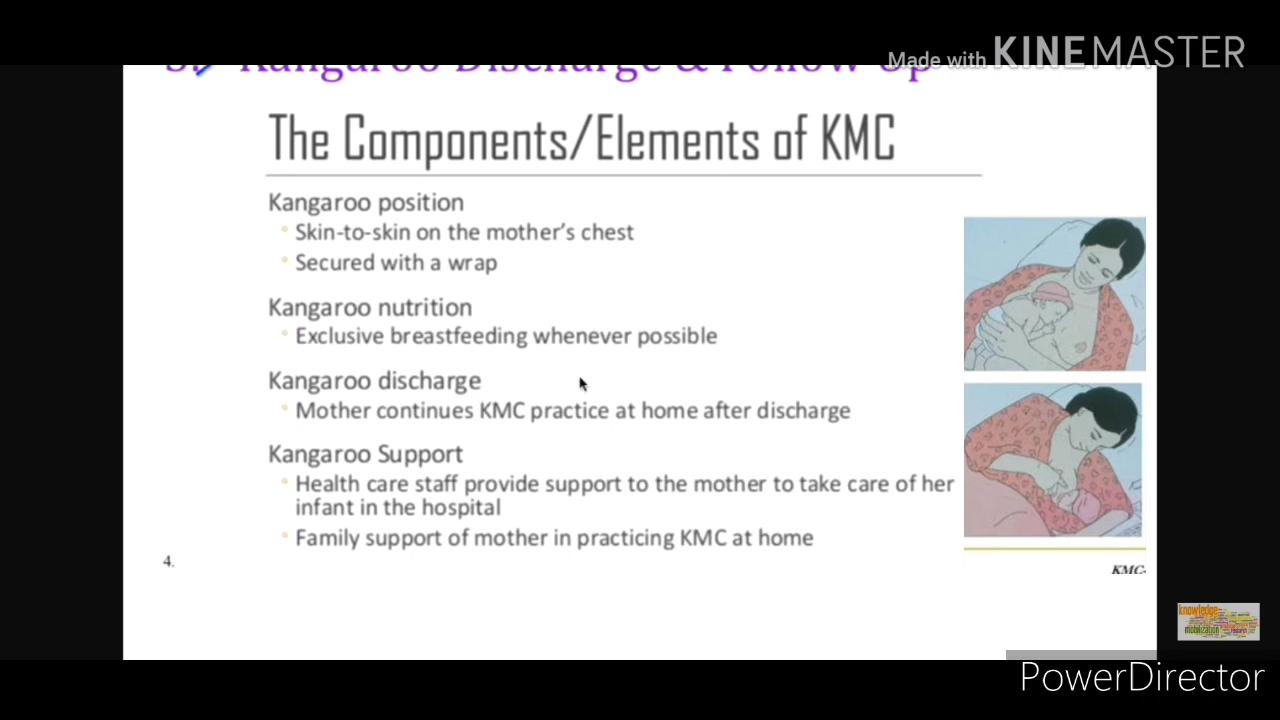 Made with KINEMASTER
Kangaroo Discharge & Follow Up
The Components/Elements of KMC
Kangaroo position
Skin-to-skin on the mother's chest
Secured with a wrap
Kangaroo nutrition
Exclusive breastfeeding whenever possible
Kangaroo discharge
Mother continues KMC practice at home after discharge
Kangaroo Support
Health care staff provide support to the mother to take care of her
infant in the hospital
Family support of mother in practicing KMC at home
4.
KMC-
knowledge
mobilization
PowerDirector